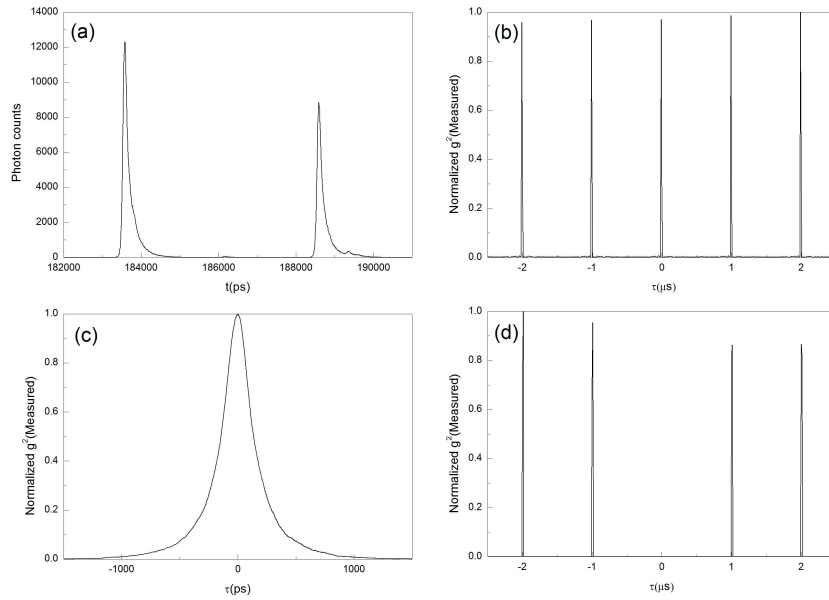 (a)
Photon counts
14000
12000
10000
8000
6000
4000
2000
0
182000 184000 186000 188000 190000
t(ps)
(b)
Normalized g²(Measured)
1.0
0.8
0.6
0.4
0.2
0.0
-2 -1 0 1 2
τ(μs)
(c)
Normalized g²(Measured)
1.0
0.8
0.6
0.4
0.2
0.0
-1000 0 1000
τ(ps)
(d)
Normalized g²(Measured)
1.0
0.8
0.6
0.4
0.2
0.0
-2 -1 0 1 2
τ(μs)